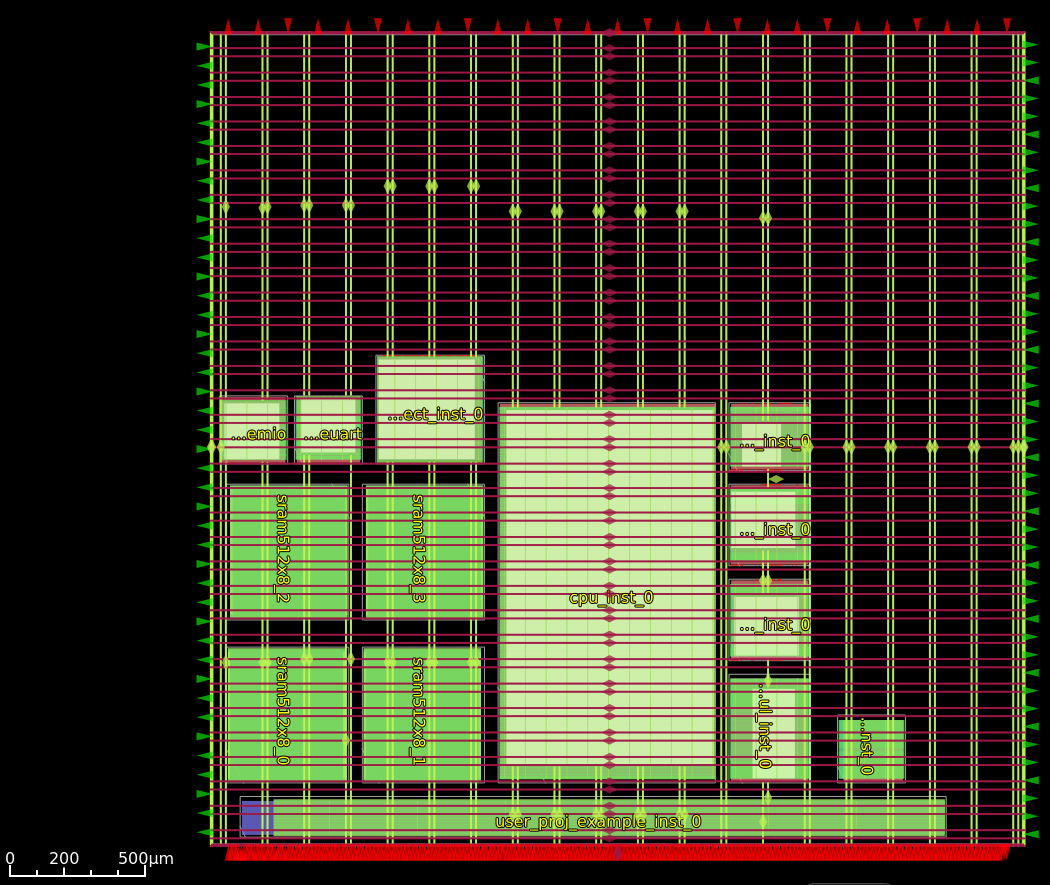 ...ect_inst_0
...emio
...euart
..._inst_0
sram512x8_2
sram512x8_3
..._inst_0
cpu_inst_0
..._inst_0
sram512x8_0
sram512x8_1
...ul_inst_0
...nst_0
user_proj_example_inst_0
0 200 500µm